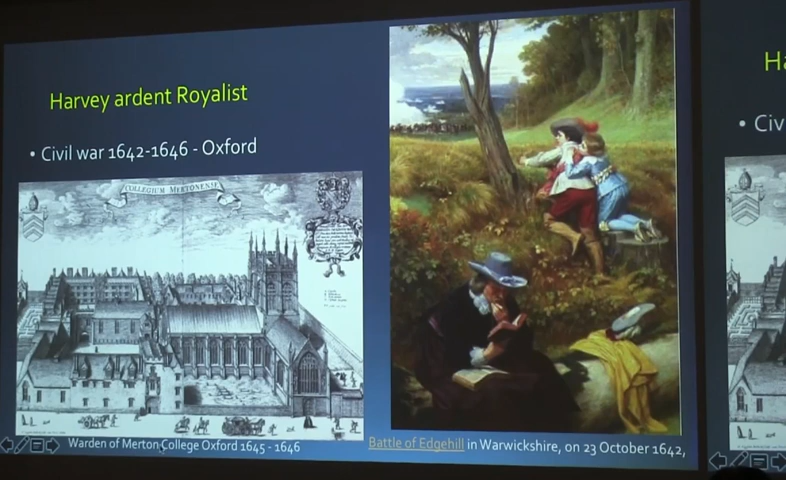 Harvey ardent Royalist
• Civil war 1642-1646 - Oxford
COLLEGIUM MERTONENSE
Warden of Merton College Oxford 1645 - 1646
Battle of Edgehill in Warwickshire, on 23 October 1642,
Ha
• Civ